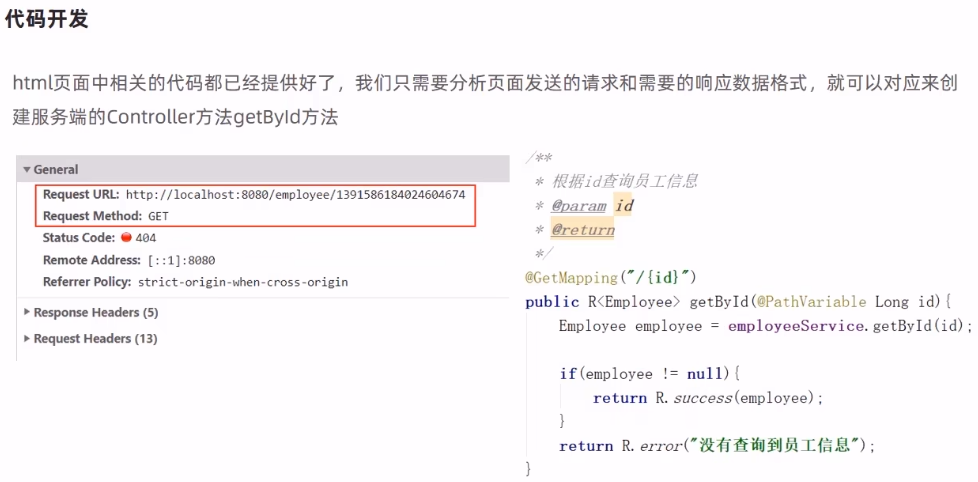 代码开发
html页面中相关的代码都已经提供好了，我们只需要分析页面发送的请求和需要的响应数据格式，就可以对应来创
建服务端的Controller方法getById方法
General
Request URL: http://localhost:8080/employee/1391586184024604674
Request Method: GET
Status Code: 404
Remote Address: [::1]:8080
Referrer Policy: strict-origin-when-cross-origin
Response Headers (5)
Request Headers (13)
/**
* 根据id查询员工信息
* @param id
* @return
*/
@GetMapping("/{id}")
public R<Employee> getById(@PathVariable Long id){
Employee employee = employeeService.getById(id);
if(employee != null){
return R.success(employee);
}
return R.error("没有查询到员工信息");
}